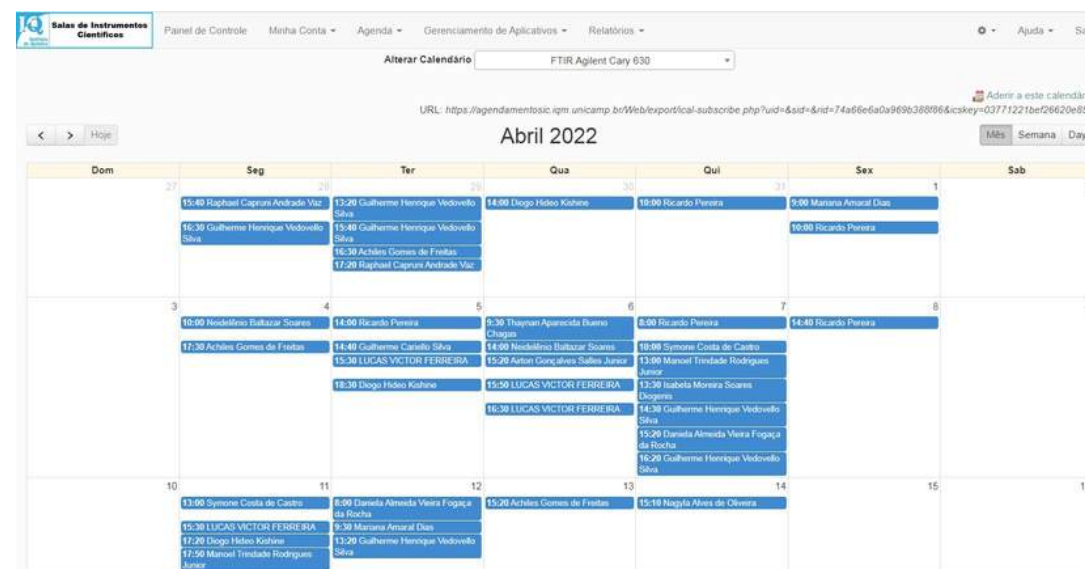 IQ
Salas de Instrumentos
Científicos
Painel de Controle Minha Conta Agenda Gerenciamento de Aplicativos Relatórios Ajuda Sa
Alterar Calendário FTIR Agilent Cary 630
Aderir a este calendár
URL: https://agendamentosic.iqm.unicamp.br/Web/export/ical-subscribe.php?uid=&sid=&rid=74a66e6a0a969b388f86&icskey=03771221bef26620e85
< > Hoje Abril 2022 Mês Semana Day
Dom Seg Ter Qua Qui Sex Sab
27 28 29 30 31 1
15:40 Raphael Capruni Andrade Vaz
16:30 Guilherme Henrique Vedovello
Silva
13:20 Guilherme Henrique Vedovello
Silva
15:40 Guilherme Henrique Vedovello
Silva
16:30 Achiles Gomes de Freitas
17:20 Raphael Capruni Andrade Vaz
14:00 Diogo Hideo Kishine
10:00 Ricardo Pereira
9:00 Mariana Amaral Dias
10:00 Ricardo Pereira
3 4 5 6 7 8
10:00 Neidelênio Baltazar Soares
17:30 Achiles Gomes de Freitas
14:00 Ricardo Pereira
14:40 Guilherme Cariello Silva
15:30 LUCAS VICTOR FERREIRA
18:30 Diogo Hideo Kishine
9:30 Thaynan Aparecida Bueno
Chagas
14:00 Neidelênio Baltazar Soares
15:20 Airton Gonçalves Salles Junior
15:50 LUCAS VICTOR FERREIRA
16:30 LUCAS VICTOR FERREIRA
8:00 Ricardo Pereira
10:00 Symone Costa de Castro
13:00 Manoel Trindade Rodrigues
Junior
13:30 Isabela Moreira Soares
Diogenis
14:30 Guilherme Henrique Vedovello
Silva
15:20 Daniela Almeida Vieira Fogaça
da Rocha
16:20 Guilherme Henrique Vedovello
Silva
14:40 Ricardo Pereira
10 11 12 13 14 15 1
13:00 Symone Costa de Castro
15:30 LUCAS VICTOR FERREIRA
17:20 Diogo Hideo Kishine
17:50 Manoel Trindade Rodrigues
Junior
8:00 Daniela Almeida Vieira Fogaça
da Rocha
9:30 Mariana Amaral Dias
13:20 Guilherme Henrique Vedovello
Silva
15:20 Achiles Gomes de Freitas
15:10 Nagyla Alves de Oliveira